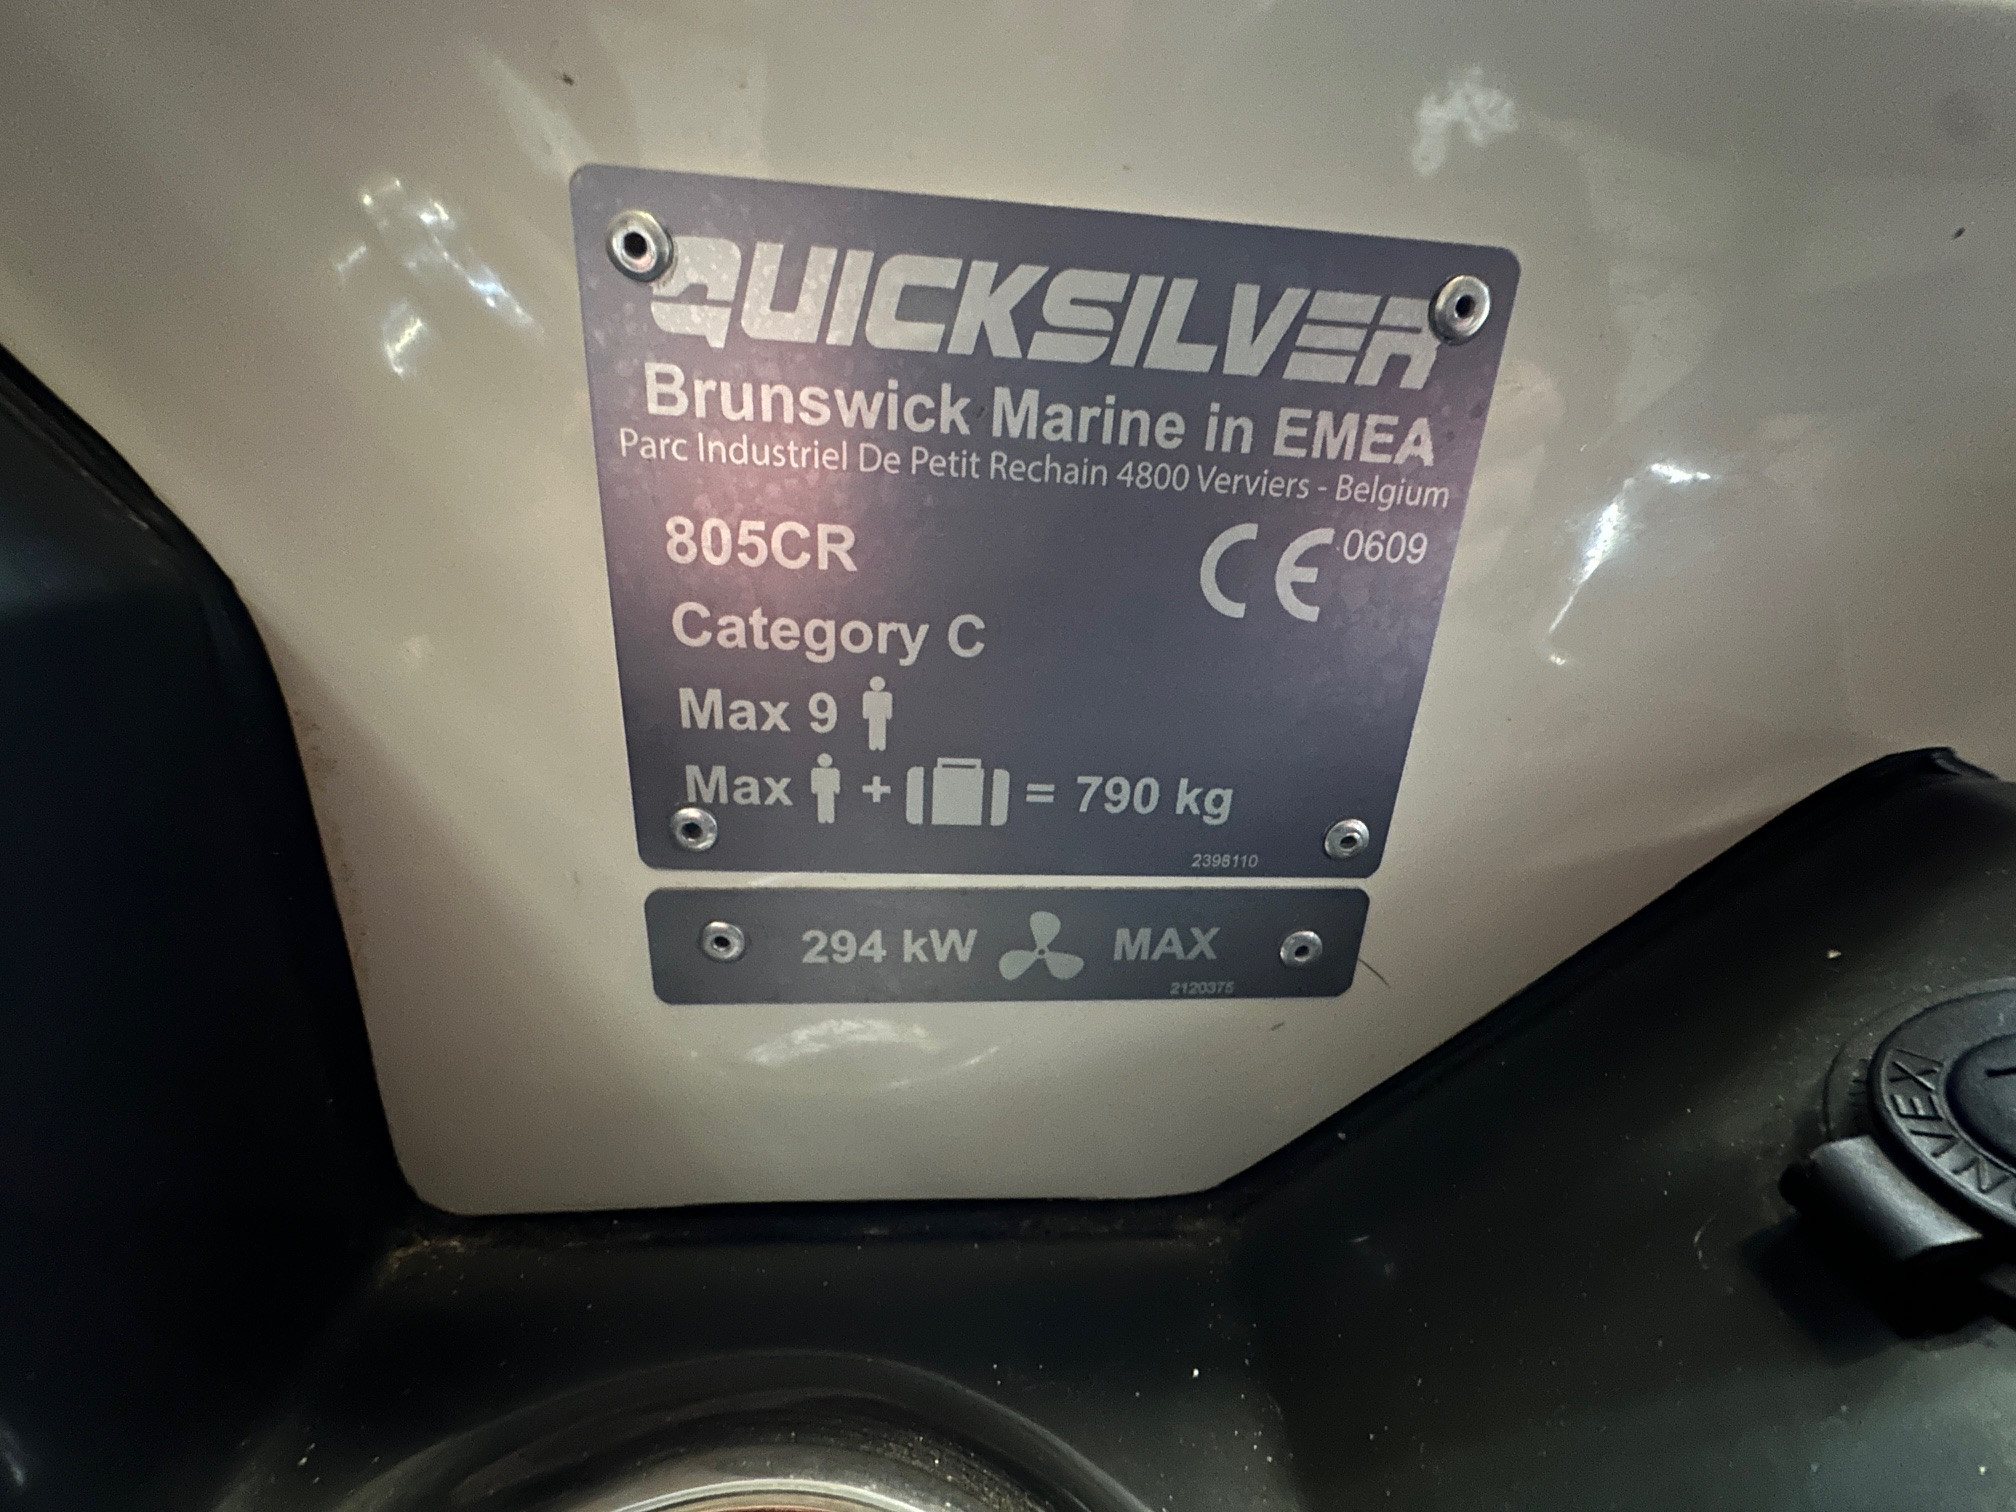 QUICKSILVER
Brunswick Marine in EMEA
Parc Industriel De Petit Rechain 4800 Verviers - Belgium
805CR
CE 0609
Category C
Max 9
Max + = 790 kg
2398110
294 kW MAX
2120375